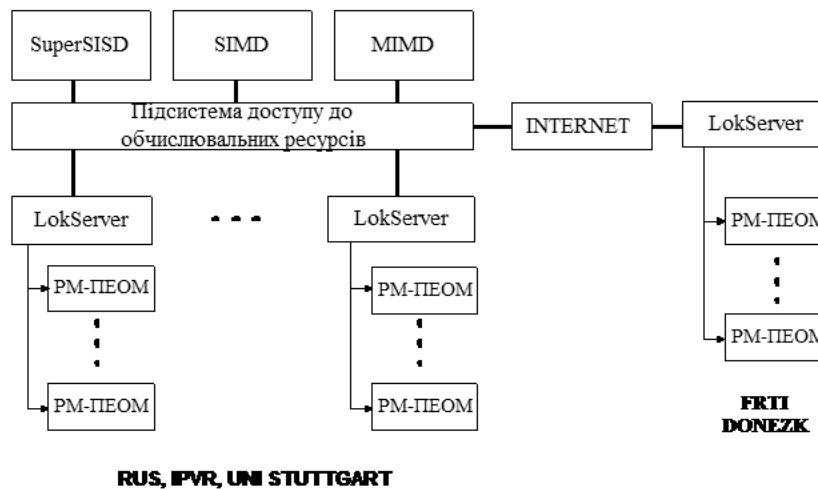 SuperSISD
SIMD
MIMD
Підсистема доступу до
обчислювальних ресурсів
INTERNET
LokServer
LokServer
LokServer
РМ-ПЕОМ
РМ-ПЕОМ
РМ-ПЕОМ
РМ-ПЕОМ
РМ-ПЕОМ
РМ-ПЕОМ
FRTI
DONEZK
RUS, IPVR, UNI STUTTGART